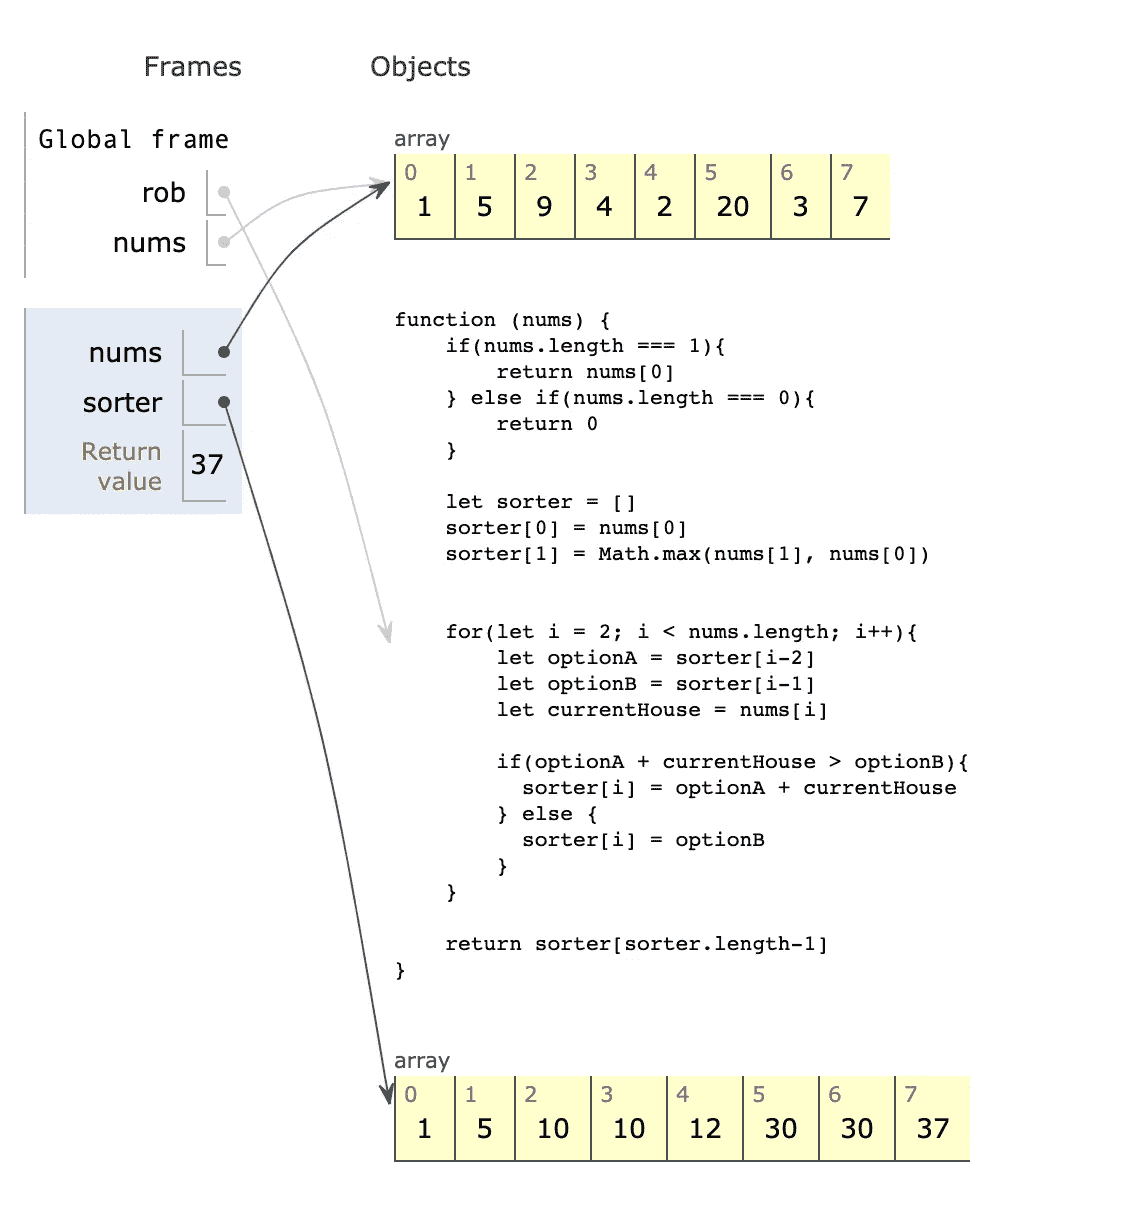 Frames Objects
Global frame
rob
nums
array
0 1 2 3 4 5 6 7
1 5 9 4 2 20 3 7
nums
sorter
Return
value
37
function (nums) {
    if(nums.length === 1){
        return nums[0]
    } else if(nums.length === 0){
        return 0
    }
    let sorter = []
    sorter[0] = nums[0]
    sorter[1] = Math.max(nums[1], nums[0])
    for(let i = 2; i < nums.length; i++){
        let optionA = sorter[i-2]
        let optionB = sorter[i-1]
        let currentHouse = nums[i]
        if(optionA + currentHouse > optionB){
          sorter[i] = optionA + currentHouse
        } else {
          sorter[i] = optionB
        }
    }
    return sorter[sorter.length-1]
}
array
0 1 2 3 4 5 6 7
1 5 10 10 12 30 30 37